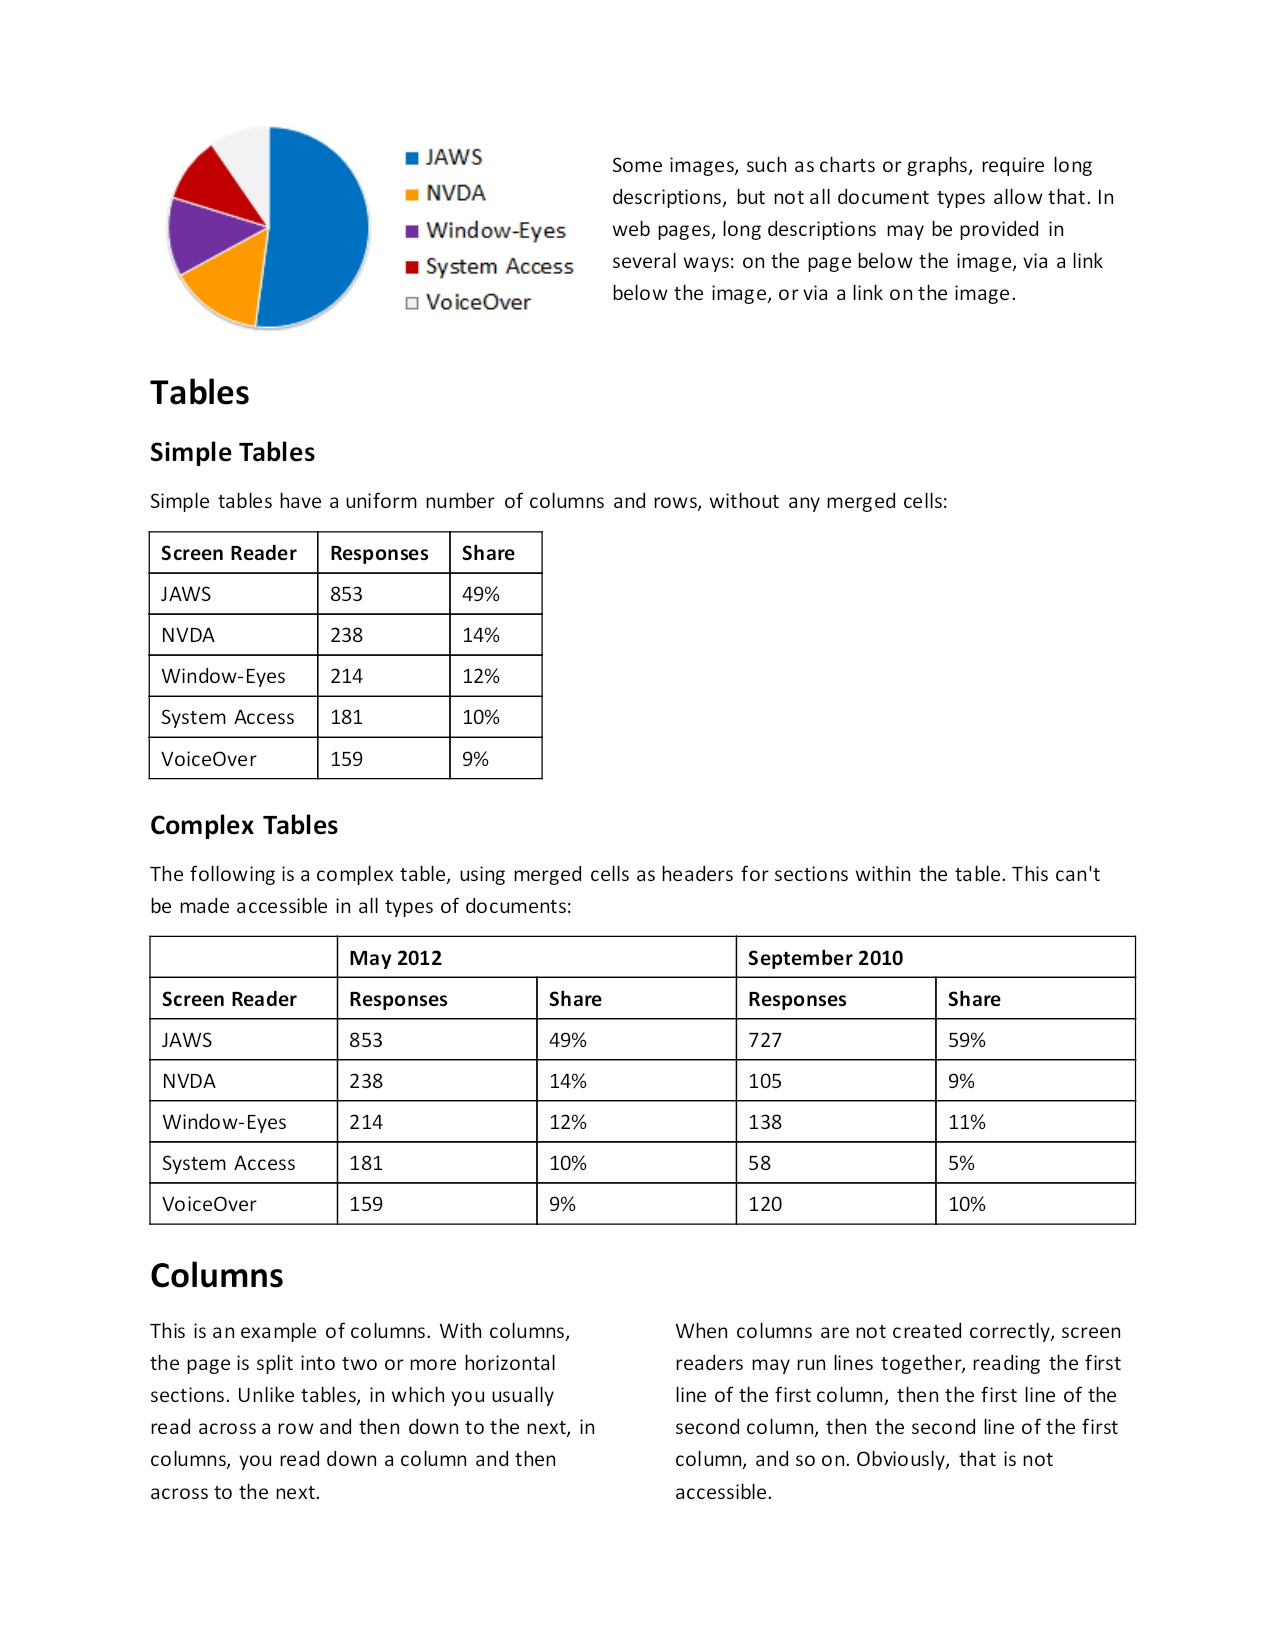 JAWS
NVDA
Window-Eyes
System Access
VoiceOver
Some images, such as charts or graphs, require long
descriptions, but not all document types allow that. In
web pages, long descriptions may be provided in
several ways: on the page below the image, via a link
below the image, or via a link on the image.
Tables
Simple Tables
Simple tables have a uniform number of columns and rows, without any merged cells:
Screen Reader Responses Share
JAWS 853 49%
NVDA 238 14%
Window-Eyes 214 12%
System Access 181 10%
VoiceOver 159 9%
Complex Tables
The following is a complex table, using merged cells as headers for sections within the table. This can't
be made accessible in all types of documents:
May 2012 September 2010
Screen Reader Responses Share Responses Share
JAWS 853 49% 727 59%
NVDA 238 14% 105 9%
Window-Eyes 214 12% 138 11%
System Access 181 10% 58 5%
VoiceOver 159 9% 120 10%
Columns
This is an example of columns. With columns,
the page is split into two or more horizontal
sections. Unlike tables, in which you usually
read across a row and then down to the next, in
columns, you read down a column and then
across to the next.
When columns are not created correctly, screen
readers may run lines together, reading the first
line of the first column, then the first line of the
second column, then the second line of the first
column, and so on. Obviously, that is not
accessible.